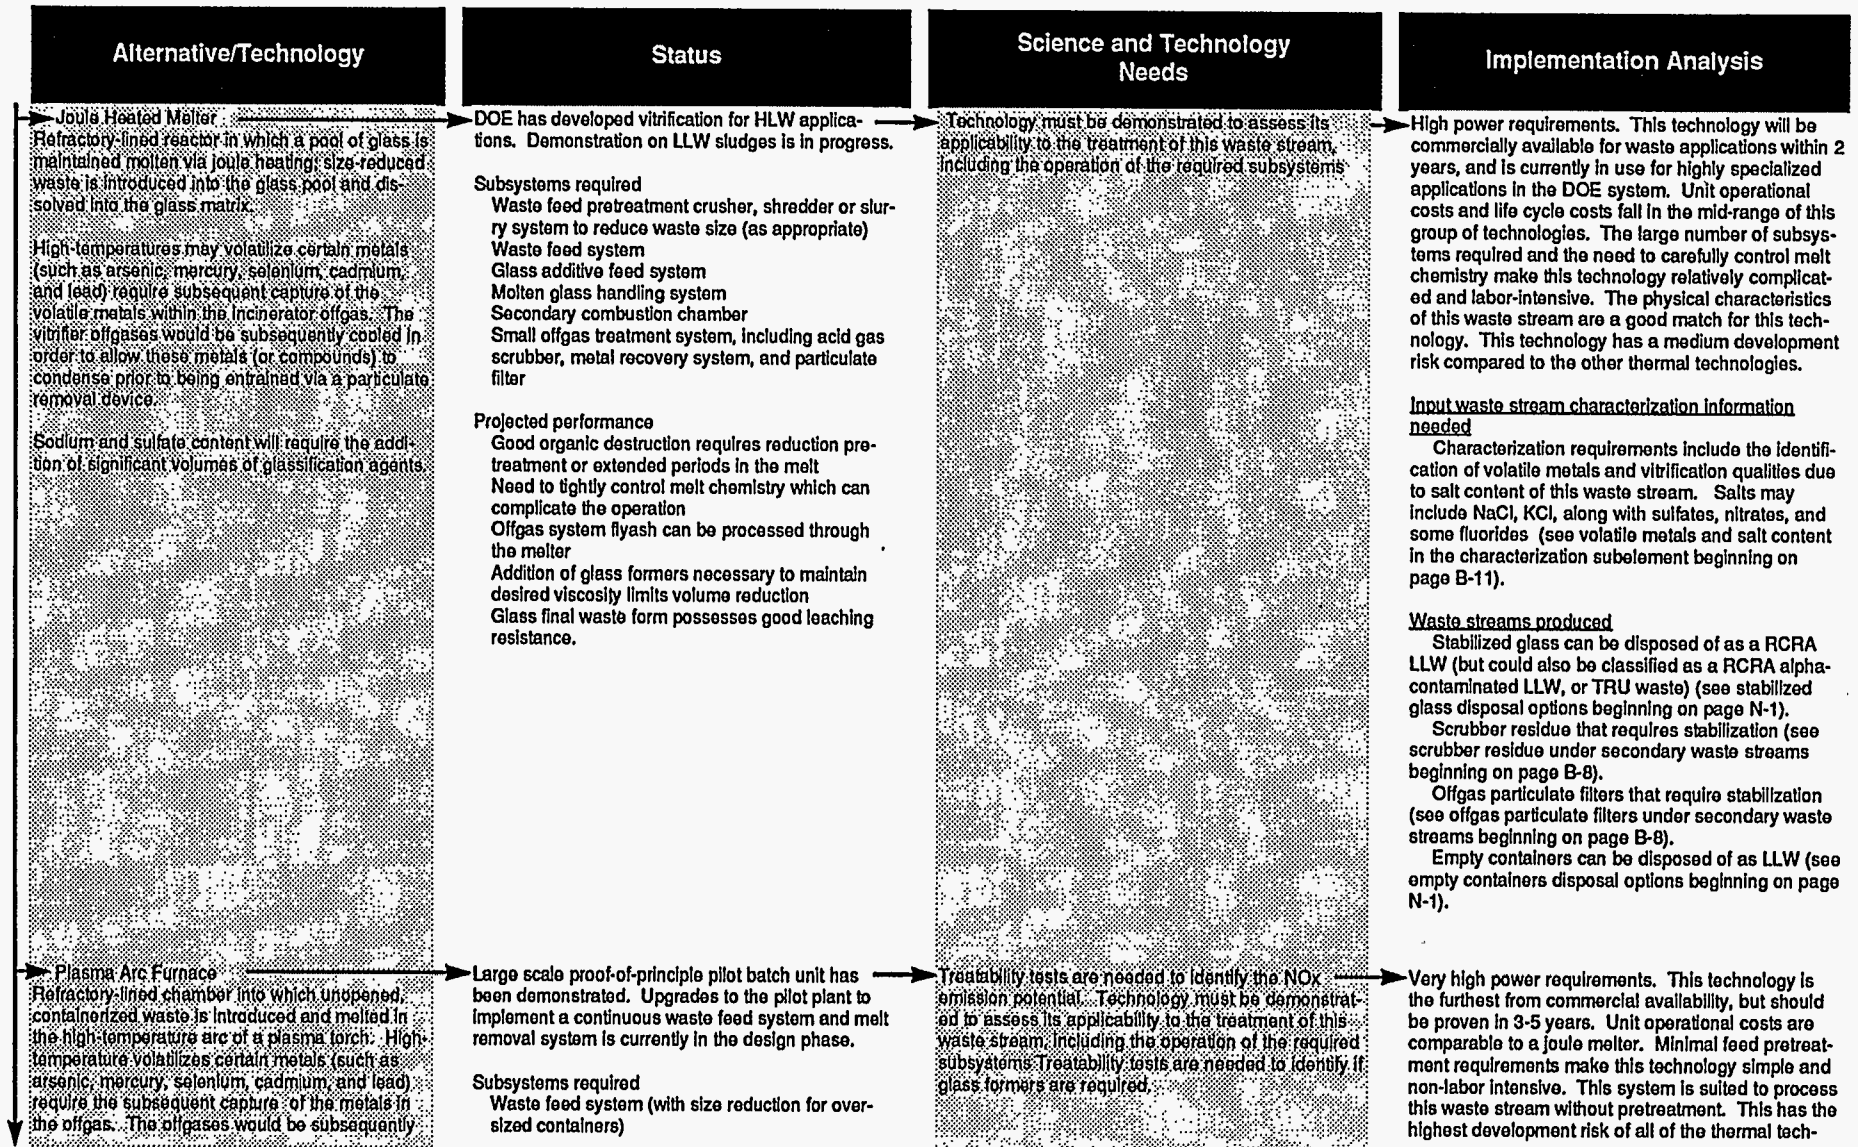 Alternative/Technology
Status
Science and Technology
Needs
Implementation Analysis
Joule Heated Melter
Refractory-lined reactor in which a pool of glass is
maintained molten via joule heating; size-reduced
waste is introduced into the glass pool and dis-
solved into the glass matrix.
High-temperatures may volatilize certain metals
(such as arsenic, mercury, selenium, cadmium,
and lead) require subsequent capture of the
volatile metals within the incinerator offgas. The
vitrifier offgases would be subsequently cooled in
order to allow these metals (or compounds) to
condense prior to being entrained via a particulate
removal device.
Sodium and sulfate content will require the addi-
tion of significant volumes of glassification agents.
DOE has developed vitrification for HLW applica-
tions. Demonstration on LLW sludges is in progress.
Subsystems required
Waste feed pretreatment crusher, shredder or slur-
ry system to reduce waste size (as appropriate)
Waste feed system
Glass additive feed system
Molten glass handling system
Secondary combustion chamber
Small offgas treatment system, including acid gas
scrubber, metal recovery system, and particulate
filter
Projected performance
Good organic destruction requires reduction pre-
treatment or extended periods in the melt
Need to tightly control melt chemistry which can
complicate the operation
Offgas system flyash can be processed through
the melter
Addition of glass formers necessary to maintain
desired viscosity limits volume reduction
Glass final waste form possesses good leaching
resistance.
Technology must be demonstrated to assess its
applicability to the treatment of this waste stream,
including the operation of the required subsystems
High power requirements. This technology will be
commercially available for waste applications within 2
years, and is currently in use for highly specialized
applications in the DOE system. Unit operational
costs and life cycle costs fall in the mid-range of this
group of technologies. The large number of subsys-
tems required and the need to carefully control melt
chemistry make this technology relatively complicat-
ed and labor-intensive. The physical characteristics
of this waste stream are a good match for this tech-
nology. This technology has a medium development
risk compared to the other thermal technologies.
Input waste stream characterization information
needed
Characterization requirements include the identifi-
cation of volatile metals and vitrification qualities due
to salt content of this waste stream. Salts may
include NaCl, KCl, along with sulfates, nitrates, and
some fluorides (see volatile metals and salt content
in the characterization subelement beginning on
page B-11).
Waste streams produced
Stabilized glass can be disposed of as a RCRA
LLW (but could also be classified as a RCRA alpha-
contaminated LLW, or TRU waste) (see stabilized
glass disposal options beginning on page N-1).
Scrubber residue that requires stabilization (see
scrubber residue under secondary waste streams
beginning on page B-8).
Offgas particulate filters that require stabilization
(see offgas particulate filters under secondary waste
streams beginning on page B-8).
Empty containers can be disposed of as LLW (see
empty containers disposal options beginning on page
N-1).
Plasma Arc Furnace
Refractory-lined chamber into which unopened,
containerized waste is introduced and melted in
the high-temperature arc of a plasma torch. High-
temperature volatilizes certain metals (such as
arsenic, mercury, selenium, cadmium, and lead)
require the subsequent capture of the metals in
the offgas. The offgases would be subsequently
Large scale proof-of-principle pilot batch unit has
been demonstrated. Upgrades to the pilot plant to
implement a continuous waste feed system and melt
removal system is currently in the design phase.
Subsystems required
Waste feed system (with size reduction for over-
sized containers)
Treatability tests are needed to identify the NOx
emission potential. Technology must be demonstrat-
ed to assess its applicability to the treatment of this
waste stream, including the operation of the required
subsystems Treatability tests are needed to identify if
glass formers are required.
Very high power requirements. This technology is
the furthest from commercial availability, but should
be proven in 3-5 years. Unit operational costs are
comparable to a joule melter. Minimal feed pretreat-
ment requirements make this technology simple and
non-labor intensive. This system is suited to process
this waste stream without pretreatment. This has the
highest development risk of all of the thermal tech-